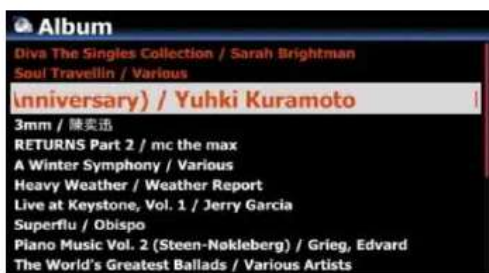 Album
Diva The Singles Collection / Sarah Brightman
Soul Travellin / Various
Anniversary) / Yuhki Kuramoto
3mm / 陳奕迅
RETURNS Part 2 / mc the max
A Winter Symphony / Various
Heavy Weather / Weather Report
Live at Keystone, Vol. 1 / Jerry Garcia
Superflu / Obispo
Piano Music Vol. 2 (Steen-Nøkleberg) / Grieg, Edvard
The World's Greatest Ballads / Various Artists